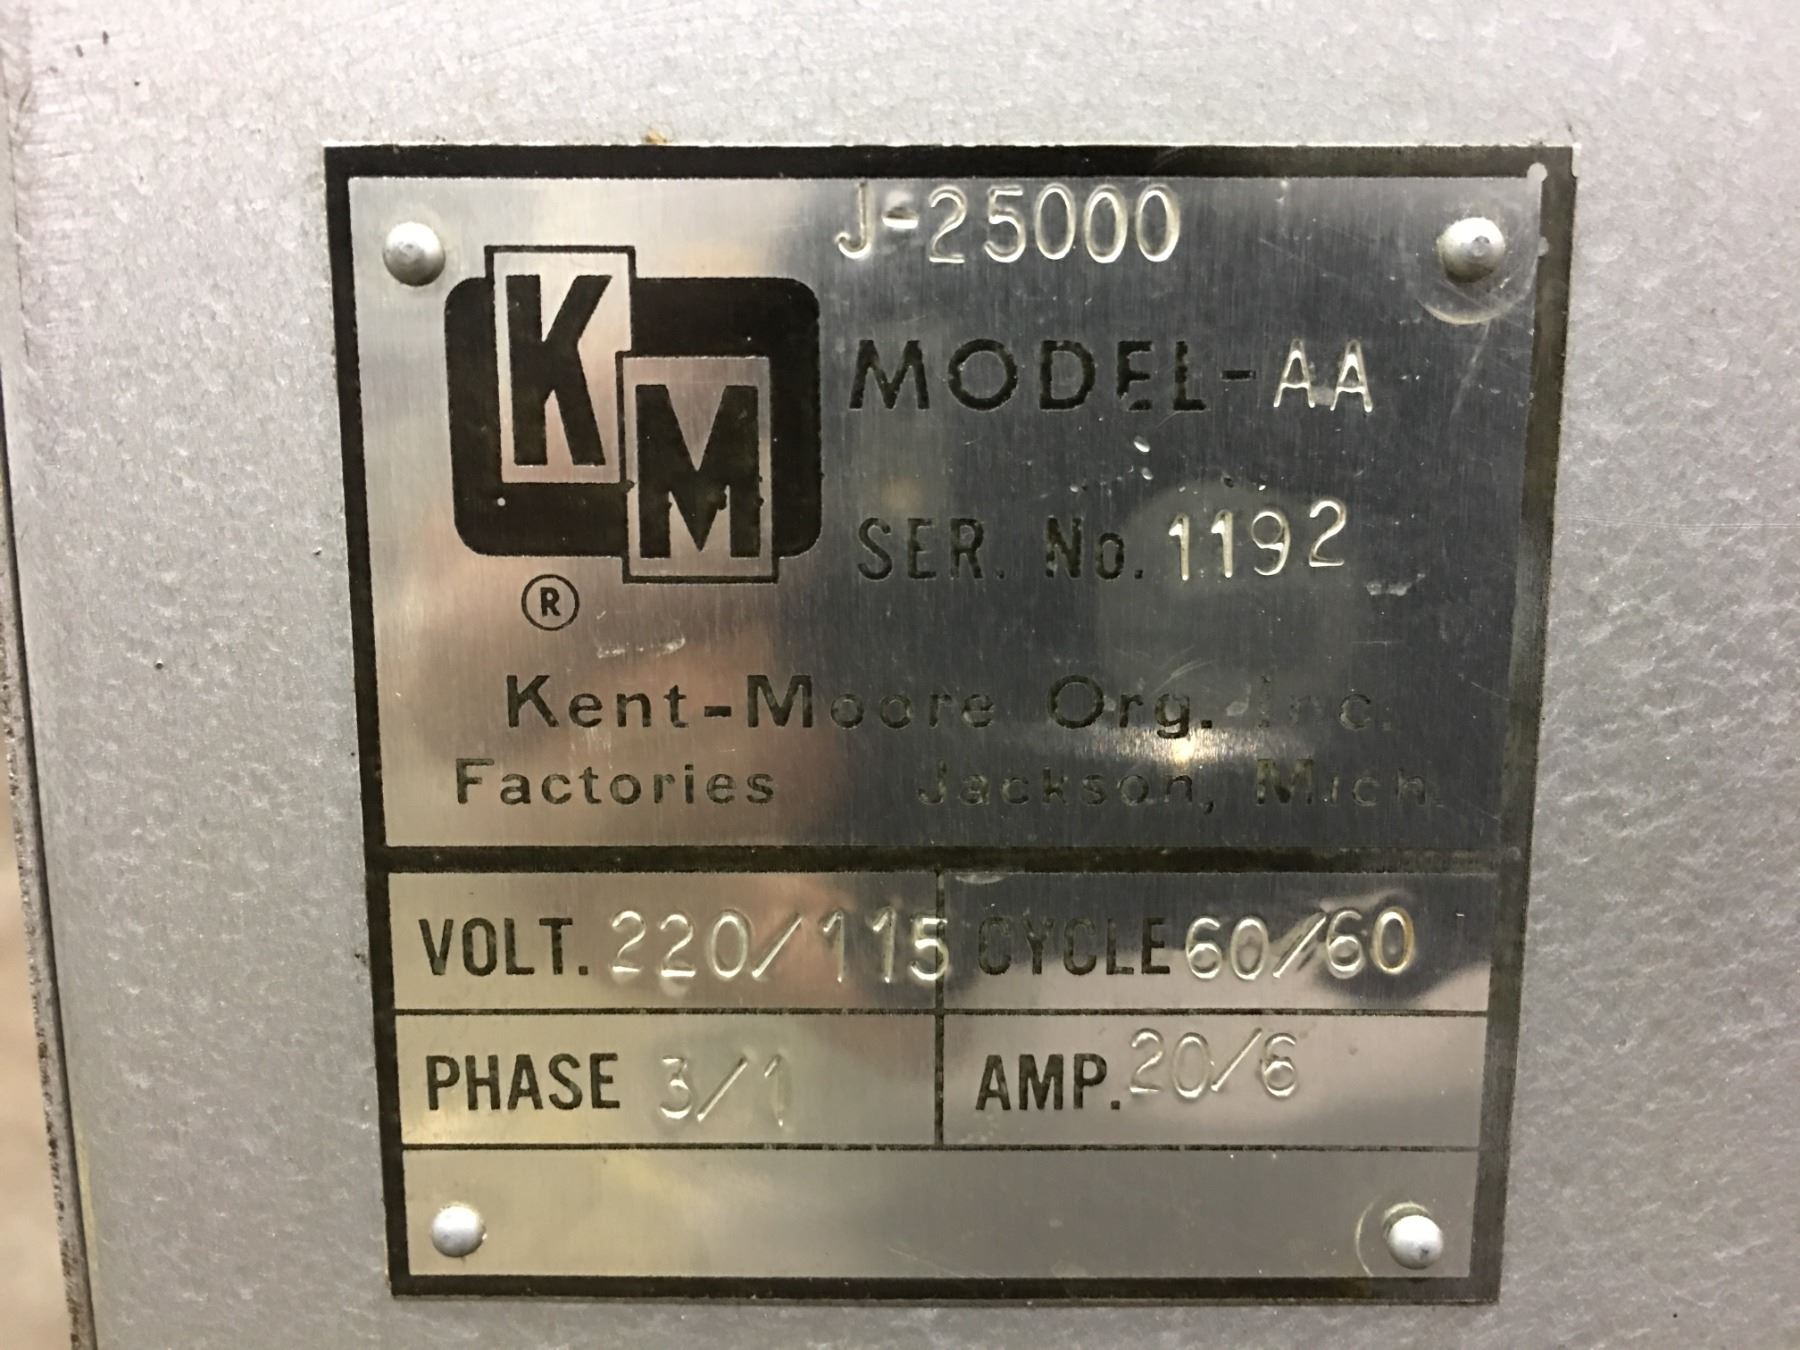 J-25000
KM
MODEL-AA
SER. No. 1192
®
Kent-Moore Org. Inc.
Factories Jackson, Mich.
VOLT. 220/115 CYCLE 60/60
PHASE 3/1 AMP. 20/6